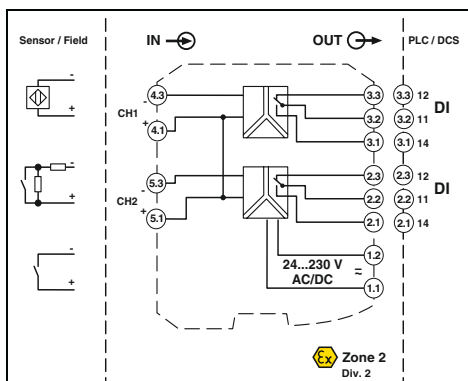 Sensor / Field
IN
OUT
PLC / DCS
-
+
-
+
-
+
4.3
-
CH1
+
4.1
5.3
-
CH2
+
5.1
3.3
3.2
3.1
2.3
2.2
2.1
1.2
1.1
24...230 V
AC/DC
=
~
3.3 12
3.2 11
3.1 14
DI
2.3 12
2.2 11
2.1 14
DI
Ex Zone 2
Div. 2